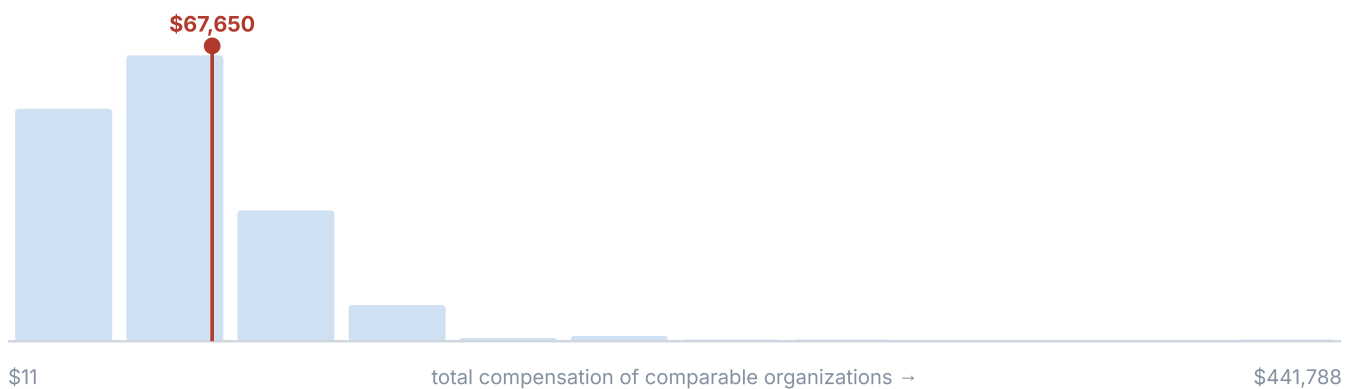 $67,650
$11 total compensation of comparable organizations → $441,788